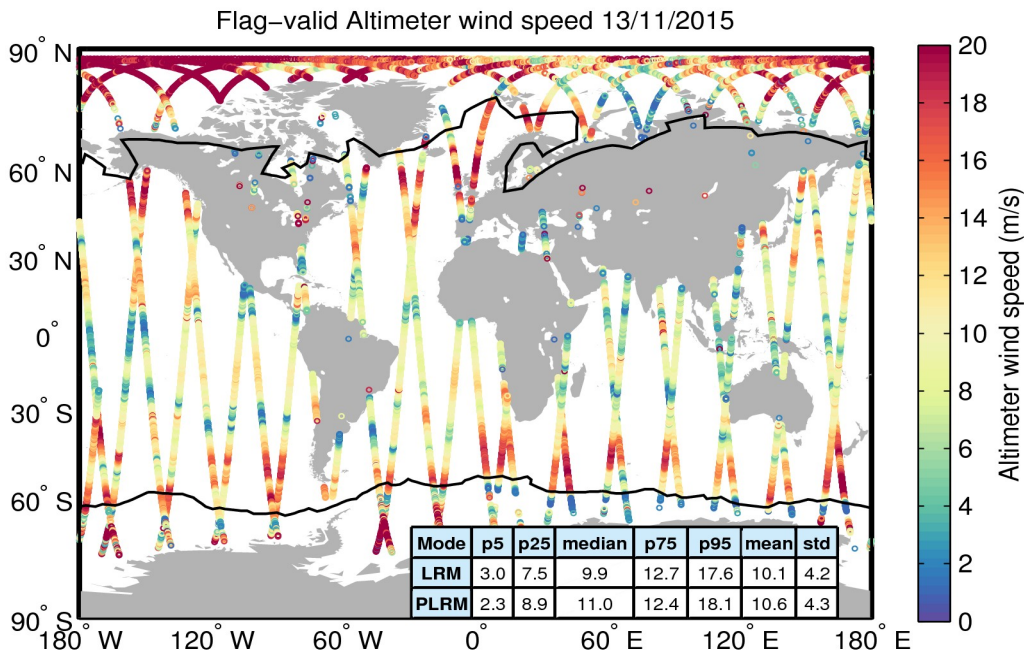 Flag−valid Altimeter wind speed 13/11/2015
90° N
60° N
30° N
0°
30° S
60° S
90° S
180° W
120° W
60° W
0°
60° E
120° E
180° E
Mode p5 p25 median p75 p95 mean std
LRM 3.0 7.5 9.9 12.7 17.6 10.1 4.2
PLRM 2.3 8.9 11.0 12.4 18.1 10.6 4.3
20
18
16
14
12
10
8
6
4
2
0
Altimeter wind speed (m/s)